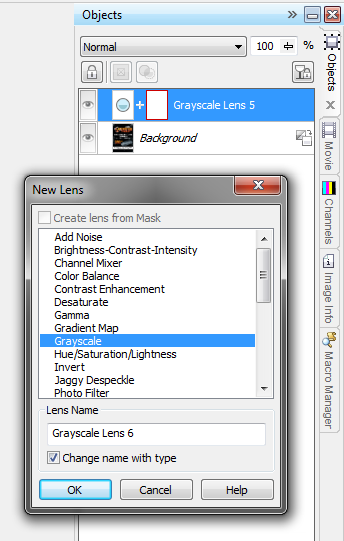 Objects
Normal
100 %
Grayscale Lens 5
Background
Objects
Movie
Channels
Image Info
Macro Manager
New Lens
Create lens from Mask
Add Noise
Brightness-Contrast-Intensity
Channel Mixer
Color Balance
Contrast Enhancement
Desaturate
Gamma
Gradient Map
Grayscale
Hue/Saturation/Lightness
Invert
Jaggy Despeckle
Photo Filter
Lens Name
Grayscale Lens 6
Change name with type
OK Cancel Help